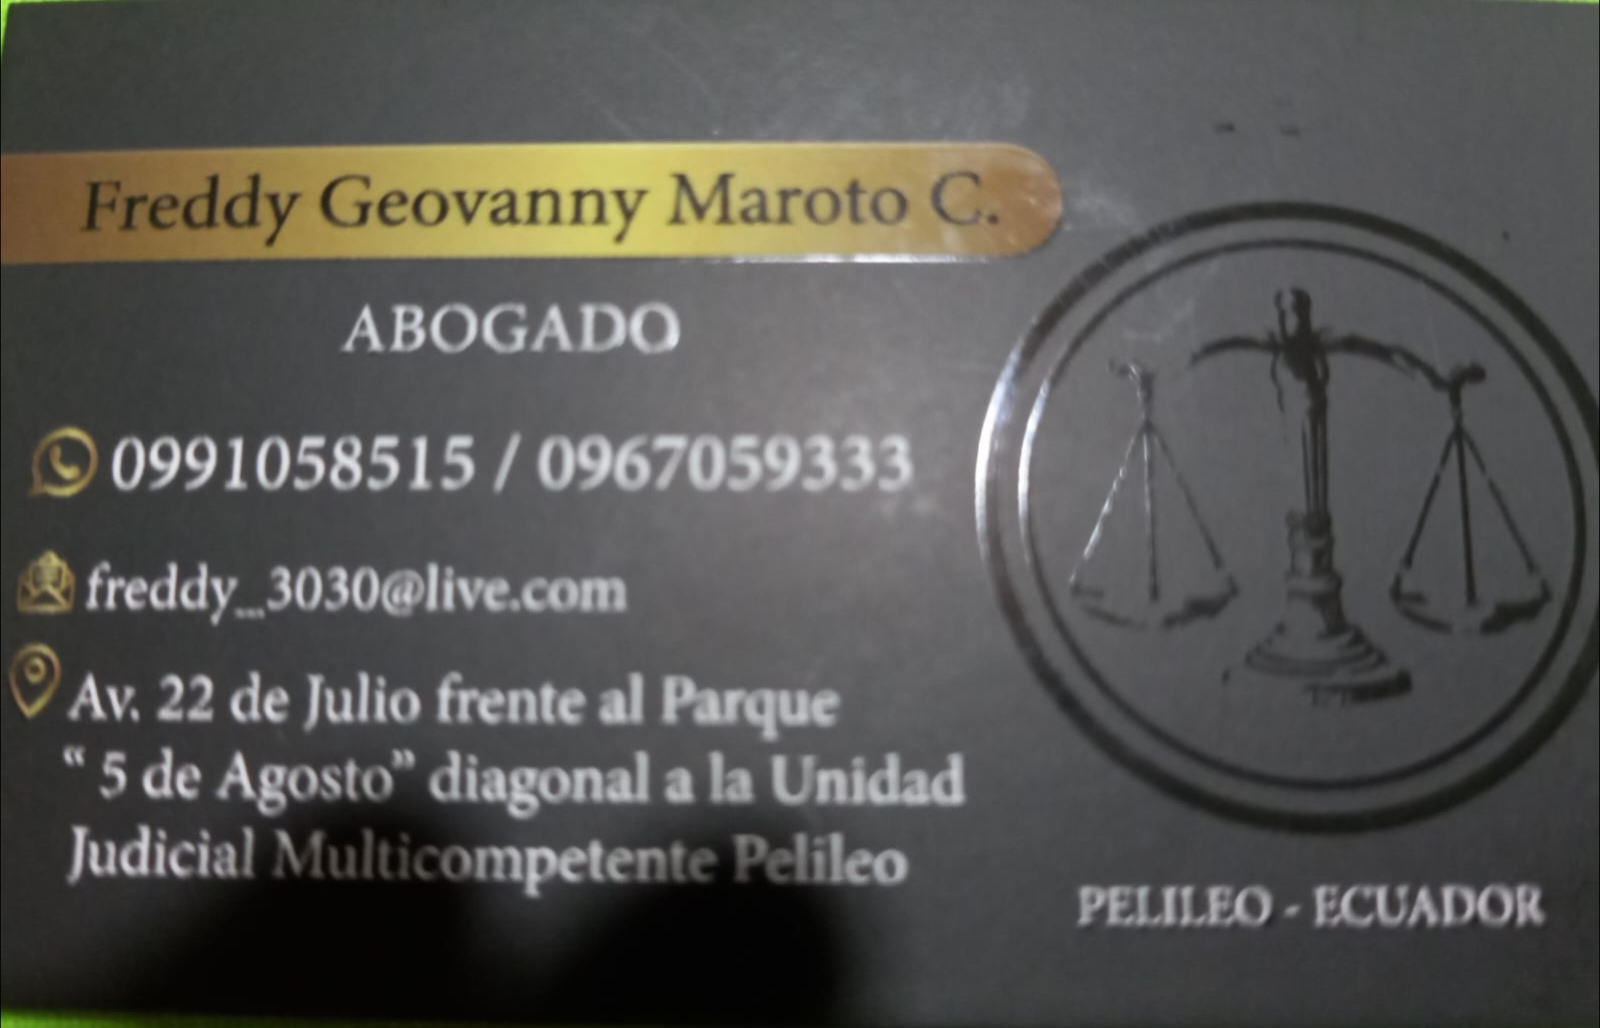 Freddy Geovanny Maroto C.
ABOGADO
0991058515 / 0967059333
freddy_3030@live.com
Av. 22 de Julio frente al Parque
“ 5 de Agosto” diagonal a la Unidad
Judicial Multicompetente Pelileo
PELILEO - ECUADOR